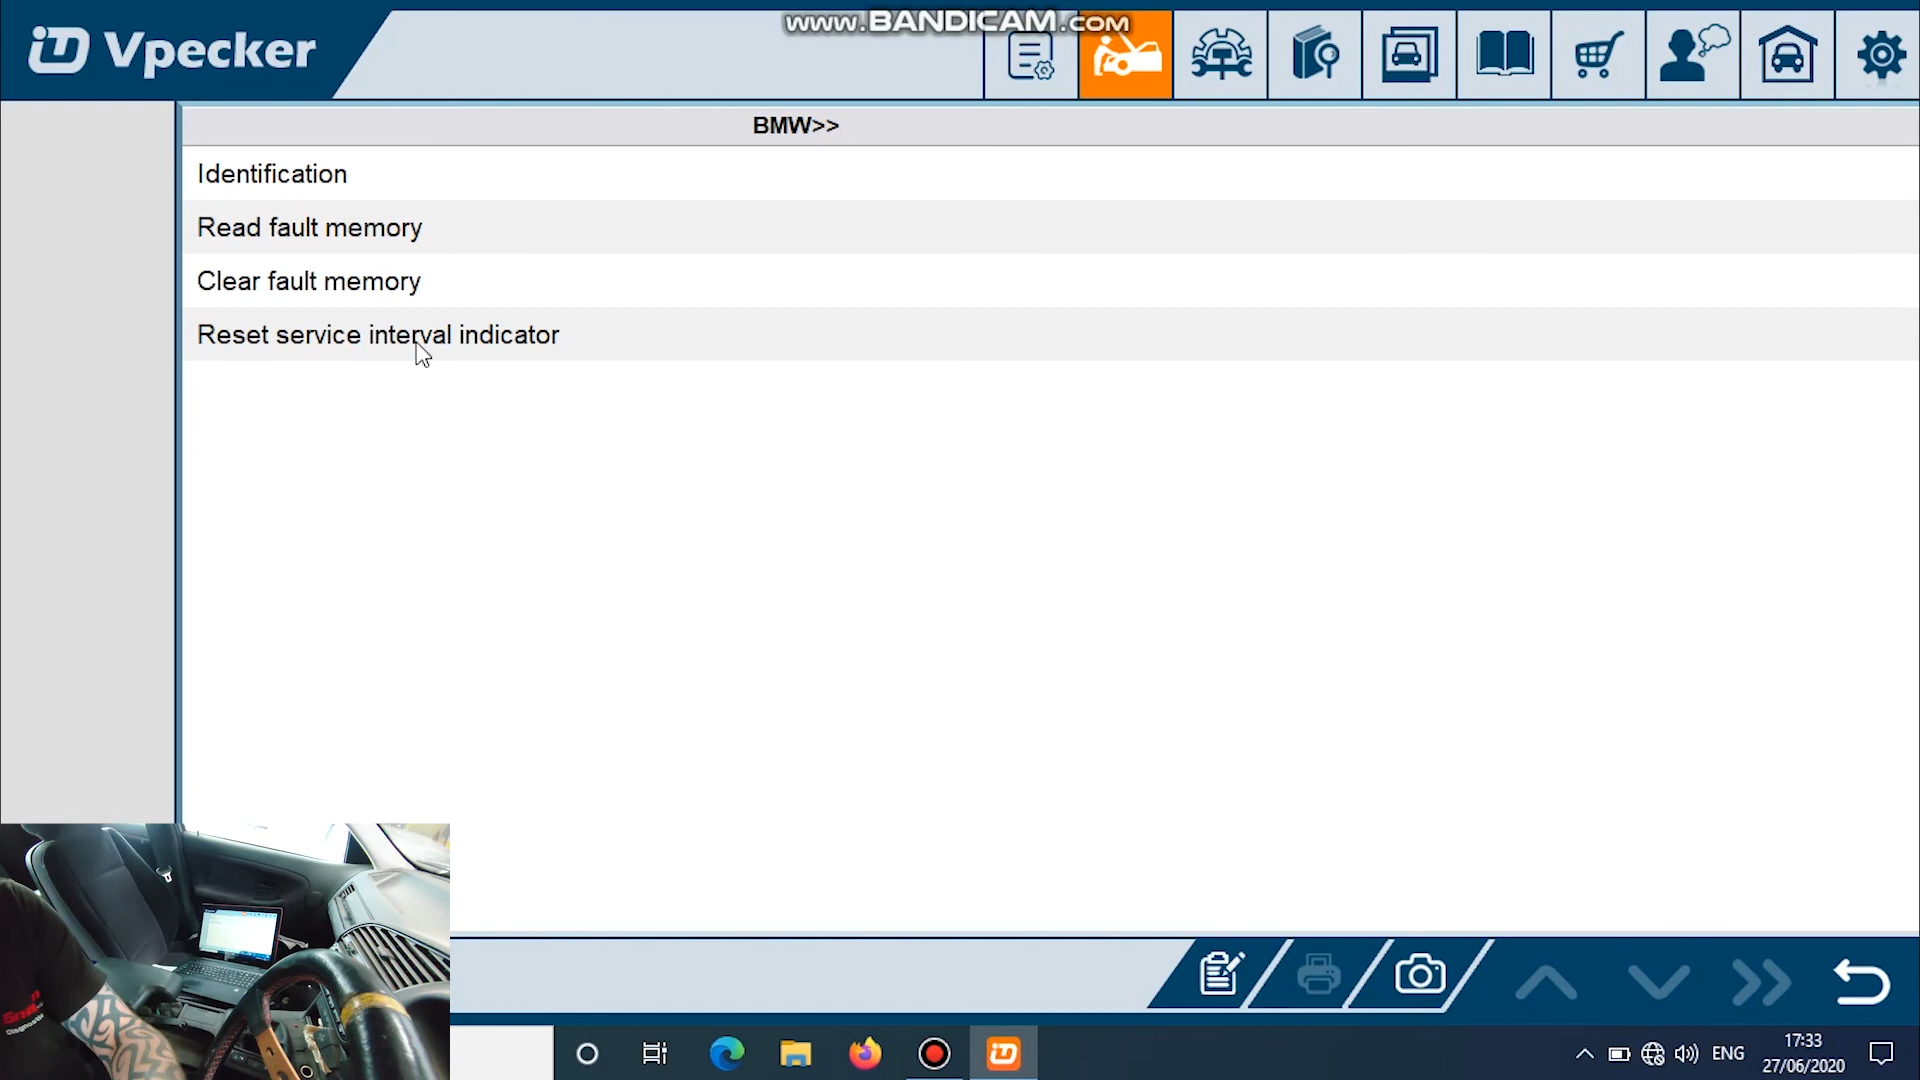 www.BANDICAM.com
Vpecker
BMW>>
Identification
Read fault memory
Clear fault memory
Reset service interval indicator
ENG
17:33
27/06/2020